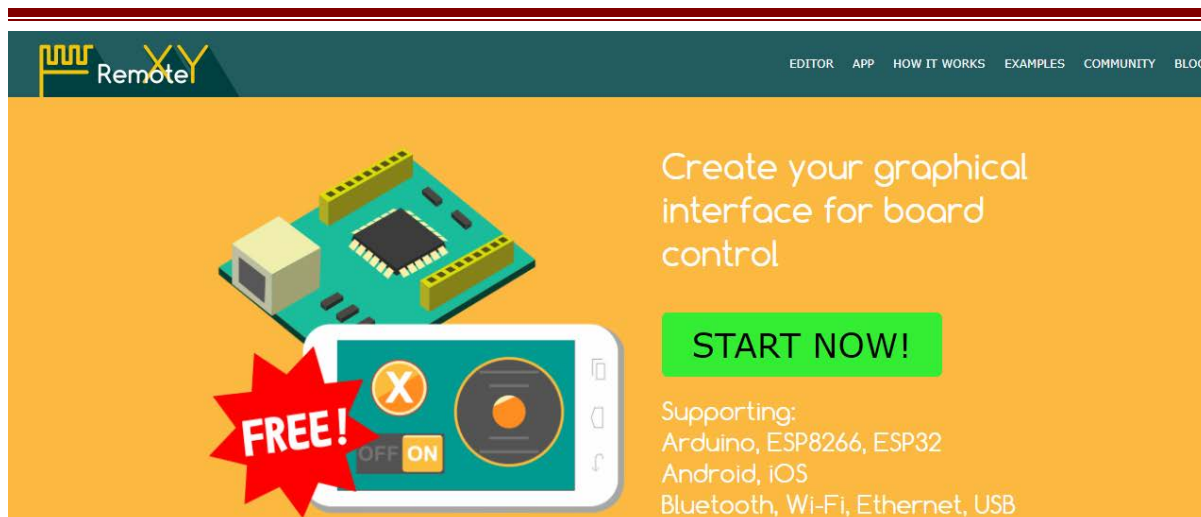 RemoteXY
EDITOR APP HOW IT WORKS EXAMPLES COMMUNITY
Create your graphical
interface for board
control
START NOW!
X
FREE!
OFF ON
Supporting:
Arduino, ESP8266, ESP32
Android, iOS
Bluetooth, Wi-Fi, Ethernet, USB